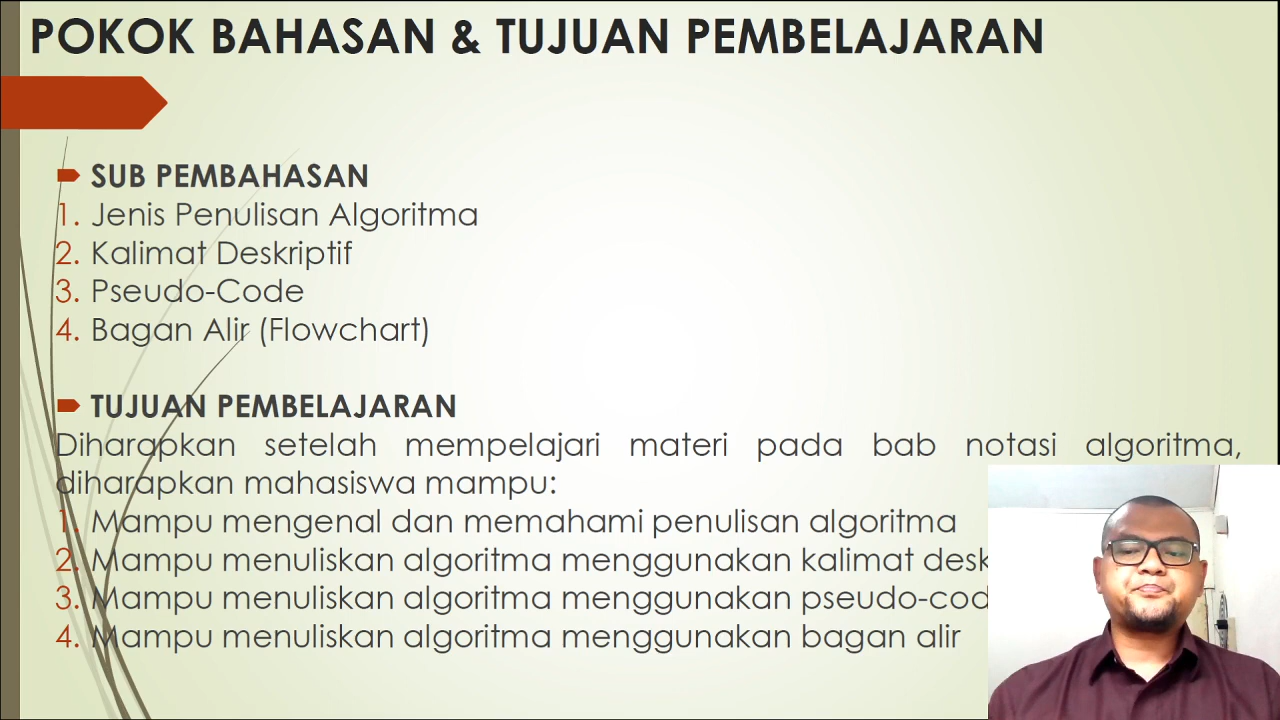 POKOK BAHASAN & TUJUAN PEMBELAJARAN
SUB PEMBAHASAN
1. Jenis Penulisan Algoritma
2. Kalimat Deskriptif
3. Pseudo-Code
4. Bagan Alir (Flowchart)
TUJUAN PEMBELAJARAN
Diharapkan setelah mempelajari materi pada bab notasi algoritma,
diharapkan mahasiswa mampu:
1. Mampu mengenal dan memahami penulisan algoritma
2. Mampu menuliskan algoritma menggunakan kalimat
3. Mampu menuliskan algoritma menggunakan
4. Mampu menuliskan algoritma menggunakan bagan alir